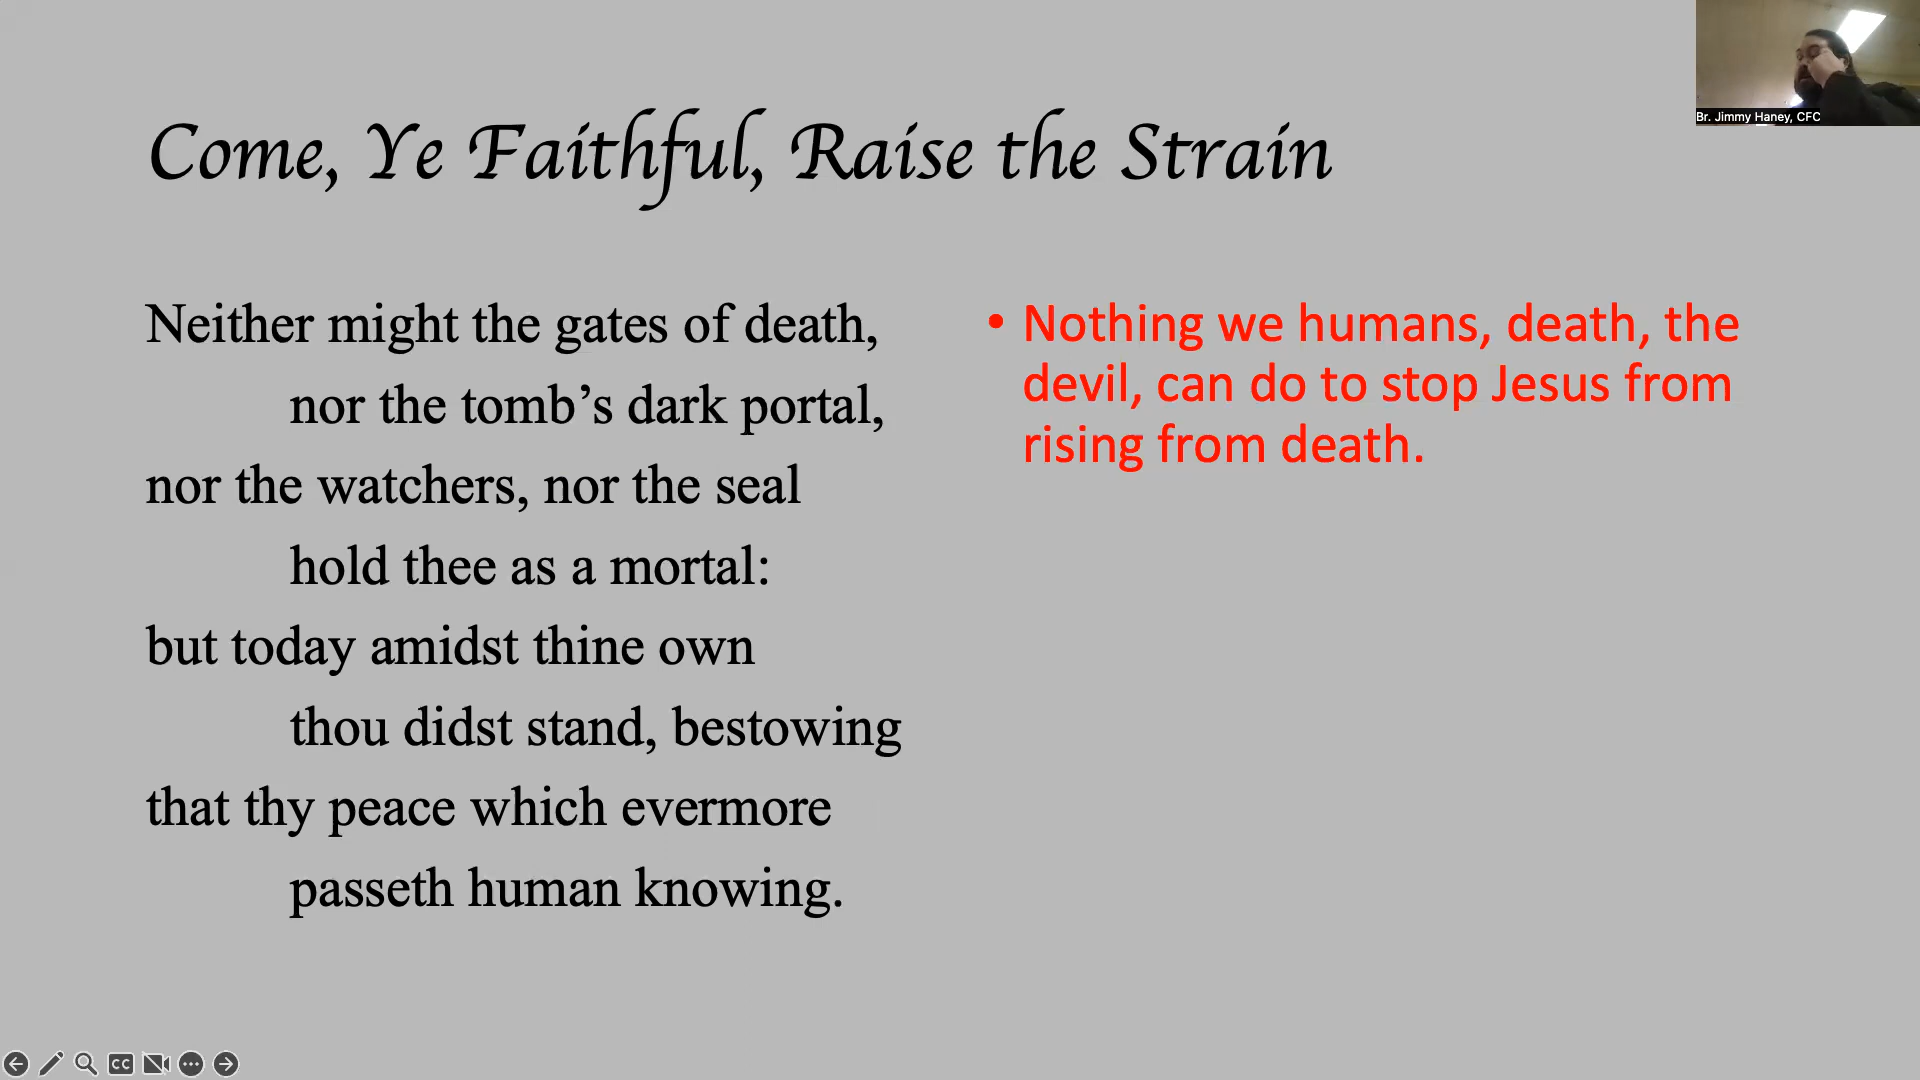 Come, Ye Faithful, Raise the Strain
Br. Jimmy Haney, CFC
Neither might the gates of death,
nor the tomb’s dark portal,
nor the watchers, nor the seal
hold thee as a mortal:
but today amidst thine own
thou didst stand, bestowing
that thy peace which evermore
passeth human knowing.
• Nothing we humans, death, the
devil, can do to stop Jesus from
rising from death.
CC